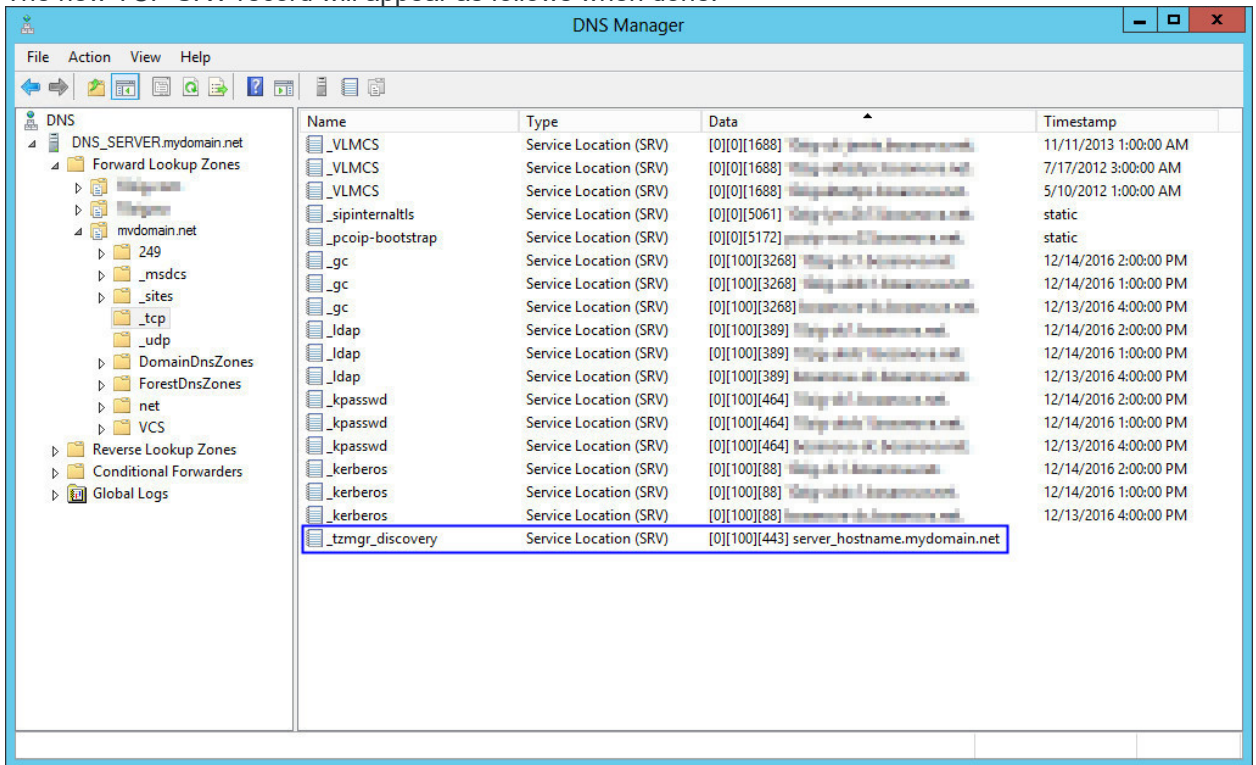 The new TCP SRV record will appear as follows when done:
DNS Manager
File Action View Help
DNS
DNS_SERVER.mydomain.net
Forward Lookup Zones
mydomain.net
249
_msdcs
_sites
_tcp
_udp
DomainDnsZones
ForestDnsZones
net
VCS
Reverse Lookup Zones
Conditional Forwarders
Global Logs
Name Type Data Timestamp
_VLMCS Service Location (SRV) [0][0][1688] 11/11/2013 1:00:00 AM
_VLMCS Service Location (SRV) [0][0][1688] 7/17/2012 3:00:00 AM
_VLMCS Service Location (SRV) [0][0][1688] 5/10/2012 1:00:00 AM
_sipinternaltls Service Location (SRV) [0][0][5061] static
_pcoip-bootstrap Service Location (SRV) [0][0][5172] static
_gc Service Location (SRV) [0][100][3268] 12/14/2016 2:00:00 PM
_gc Service Location (SRV) [0][100][3268] 12/14/2016 1:00:00 PM
_gc Service Location (SRV) [0][100][3268] 12/13/2016 4:00:00 PM
_ldap Service Location (SRV) [0][100][389] 12/14/2016 2:00:00 PM
_ldap Service Location (SRV) [0][100][389] 12/14/2016 1:00:00 PM
_ldap Service Location (SRV) [0][100][389] 12/13/2016 4:00:00 PM
_kpasswd Service Location (SRV) [0][100][464] 12/14/2016 2:00:00 PM
_kpasswd Service Location (SRV) [0][100][464] 12/14/2016 1:00:00 PM
_kpasswd Service Location (SRV) [0][100][464] 12/13/2016 4:00:00 PM
_kerberos Service Location (SRV) [0][100][88] 12/14/2016 2:00:00 PM
_kerberos Service Location (SRV) [0][100][88] 12/14/2016 1:00:00 PM
_kerberos Service Location (SRV) [0][100][88] 12/13/2016 4:00:00 PM
_tzmgr_discovery Service Location (SRV) [0][100][443] server_hostname.mydomain.net